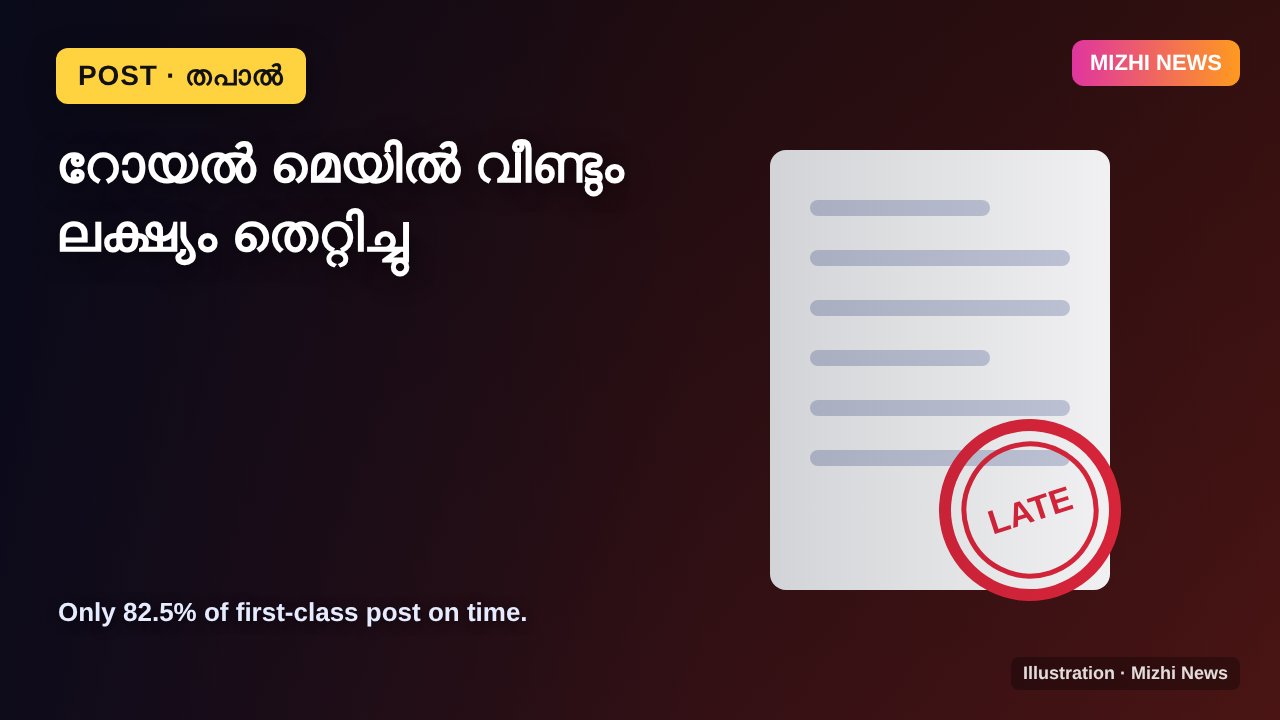 POST · തപാൽ
MIZHI NEWS
റോയൽ മെയിൽ വീണ്ടും
ലക്ഷ്യം തെറ്റിച്ചു
LATE
Only 82.5% of first-class post on time.
Illustration · Mizhi News